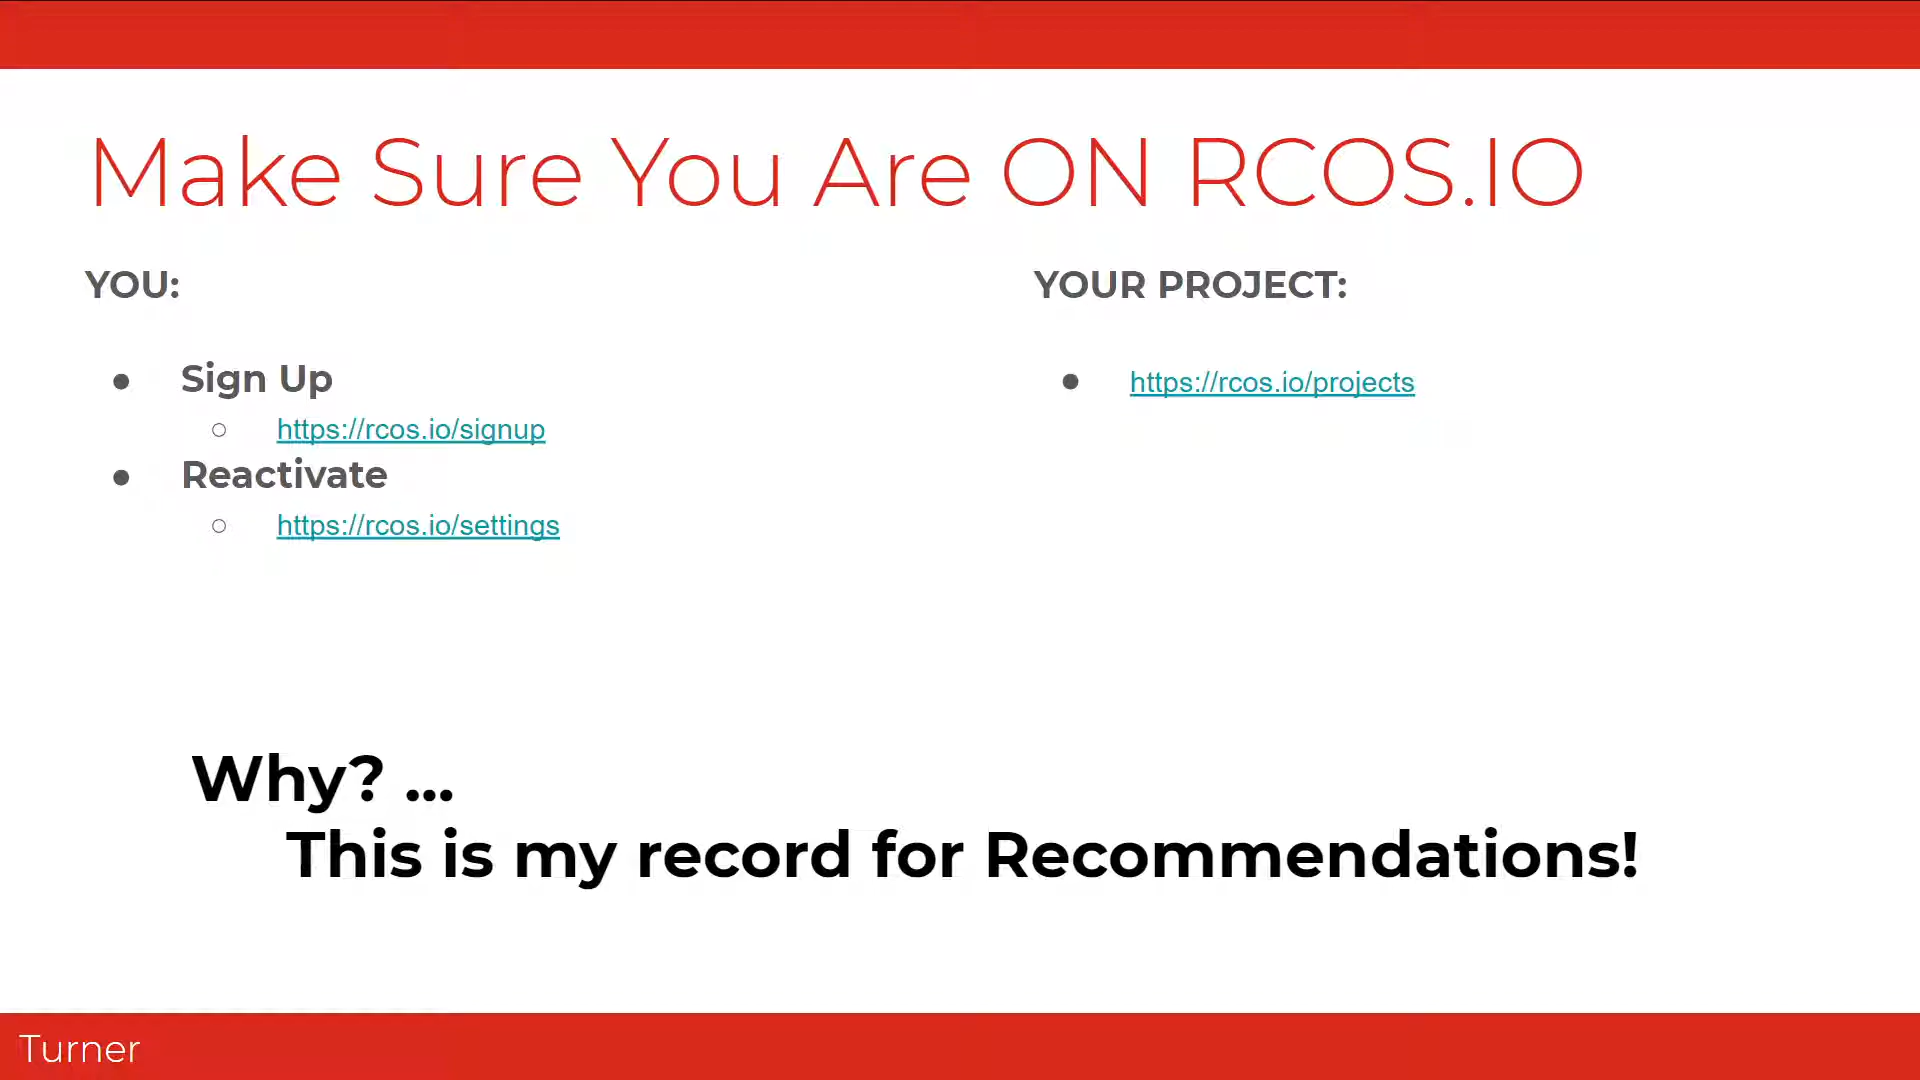 Make Sure You Are ON RCOS.IO
YOU:
● Sign Up
○ https://rcos.io/signup
● Reactivate
○ https://rcos.io/settings
YOUR PROJECT:
● https://rcos.io/projects
Why? ...
This is my record for Recommendations!
Turner